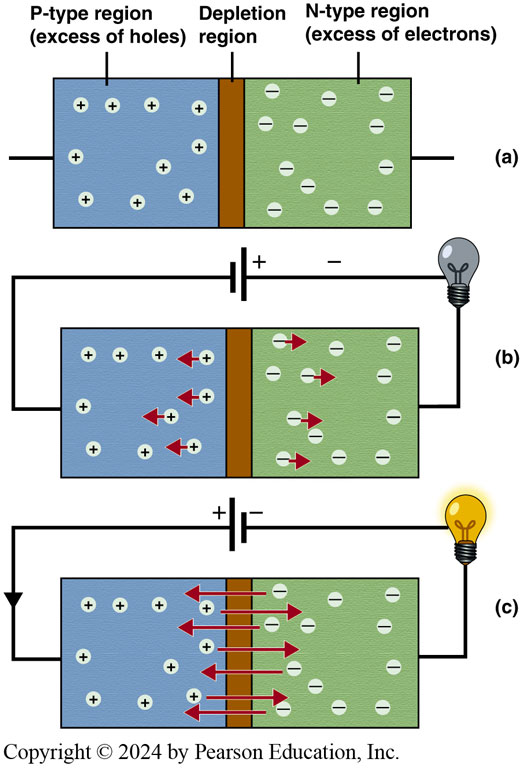 P-type region
(excess of holes)
Depletion
region
N-type region
(excess of electrons)
(a)
+ −
(b)
+ −
(c)
Copyright © 2024 by Pearson Education, Inc.